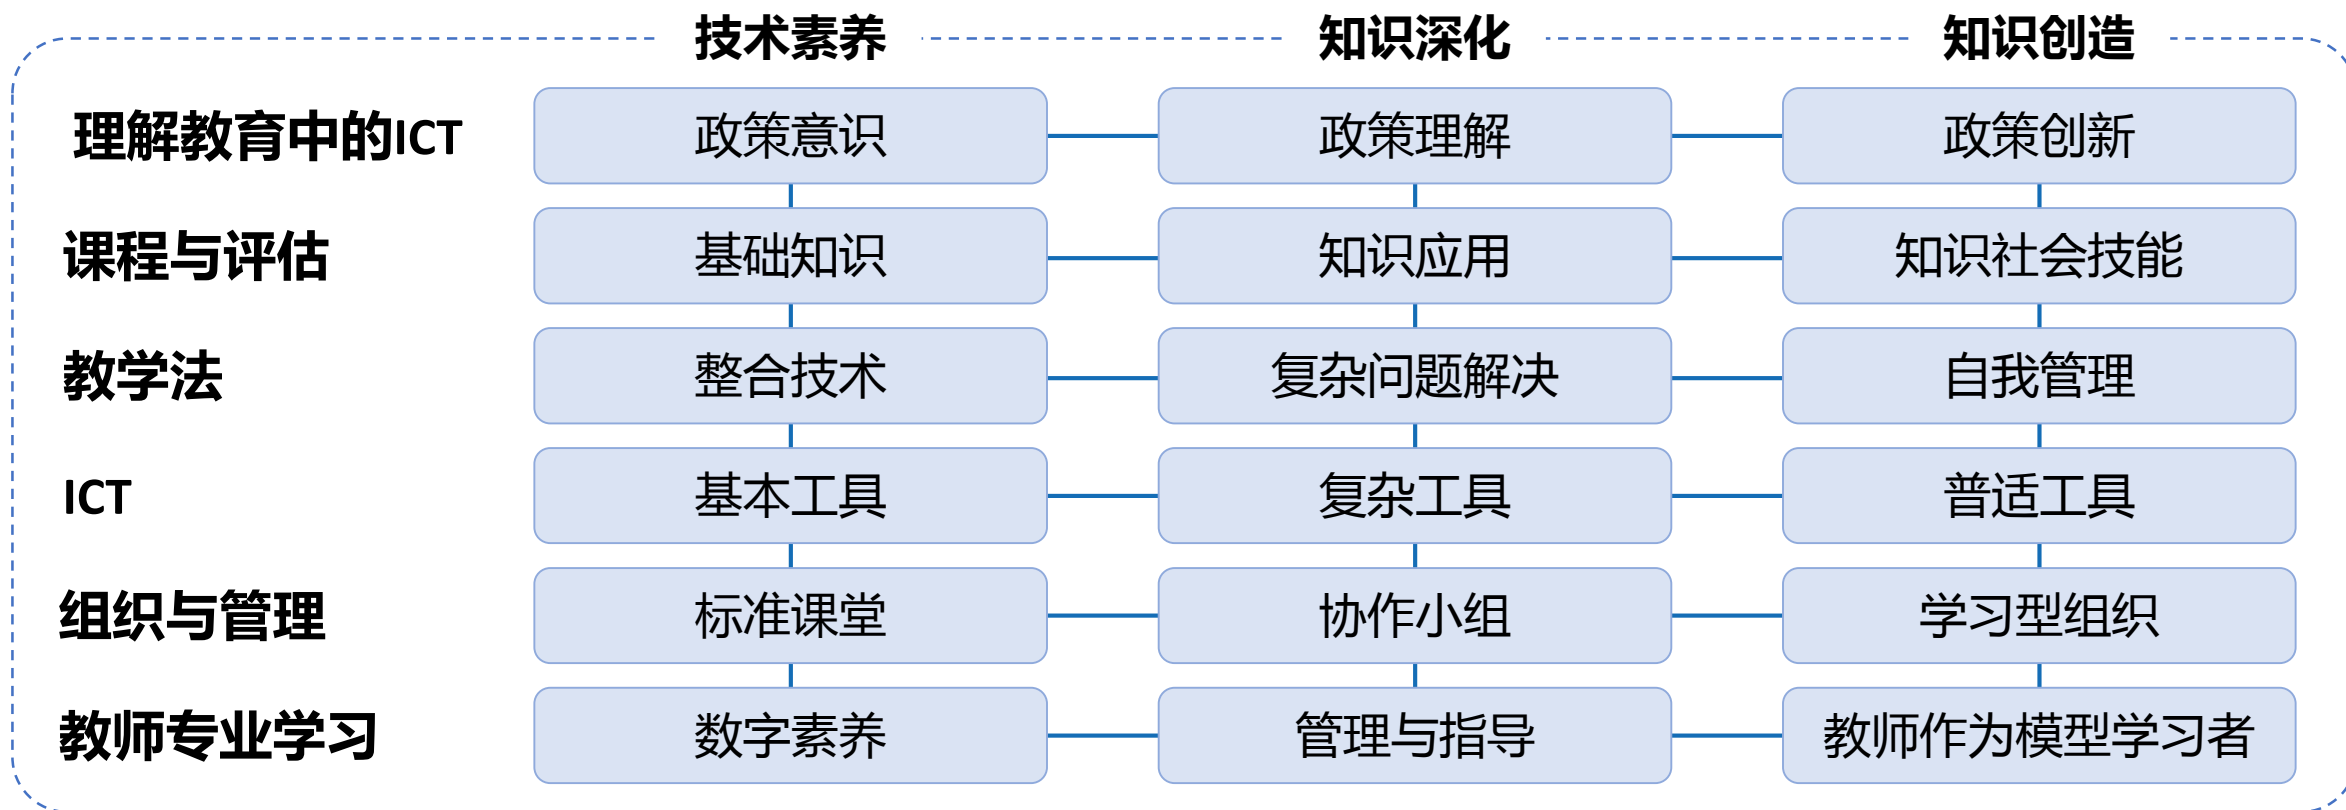 技术素养 知识深化 知识创造
理解教育中的ICT 政策意识 政策理解 政策创新
课程与评估 基础知识 知识应用 知识社会技能
教学法 整合技术 复杂问题解决 自我管理
ICT 基本工具 复杂工具 普适工具
组织与管理 标准课堂 协作小组 学习型组织
教师专业学习 数字素养 管理与指导 教师作为模型学习者